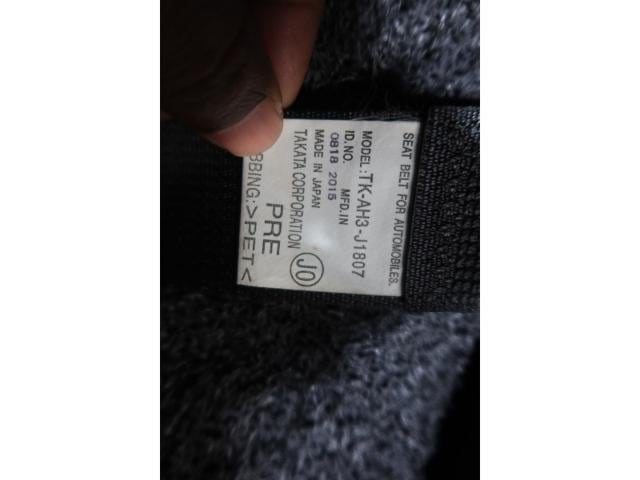 SEAT BELT FOR AUTOMOBILES.
MODEL:TK-AH3-J1807
ID.NO. MFD.IN
0818 2015
MADE IN JAPAN
TAKATA CORPORATION
JO
PRE
BBING:>PET<